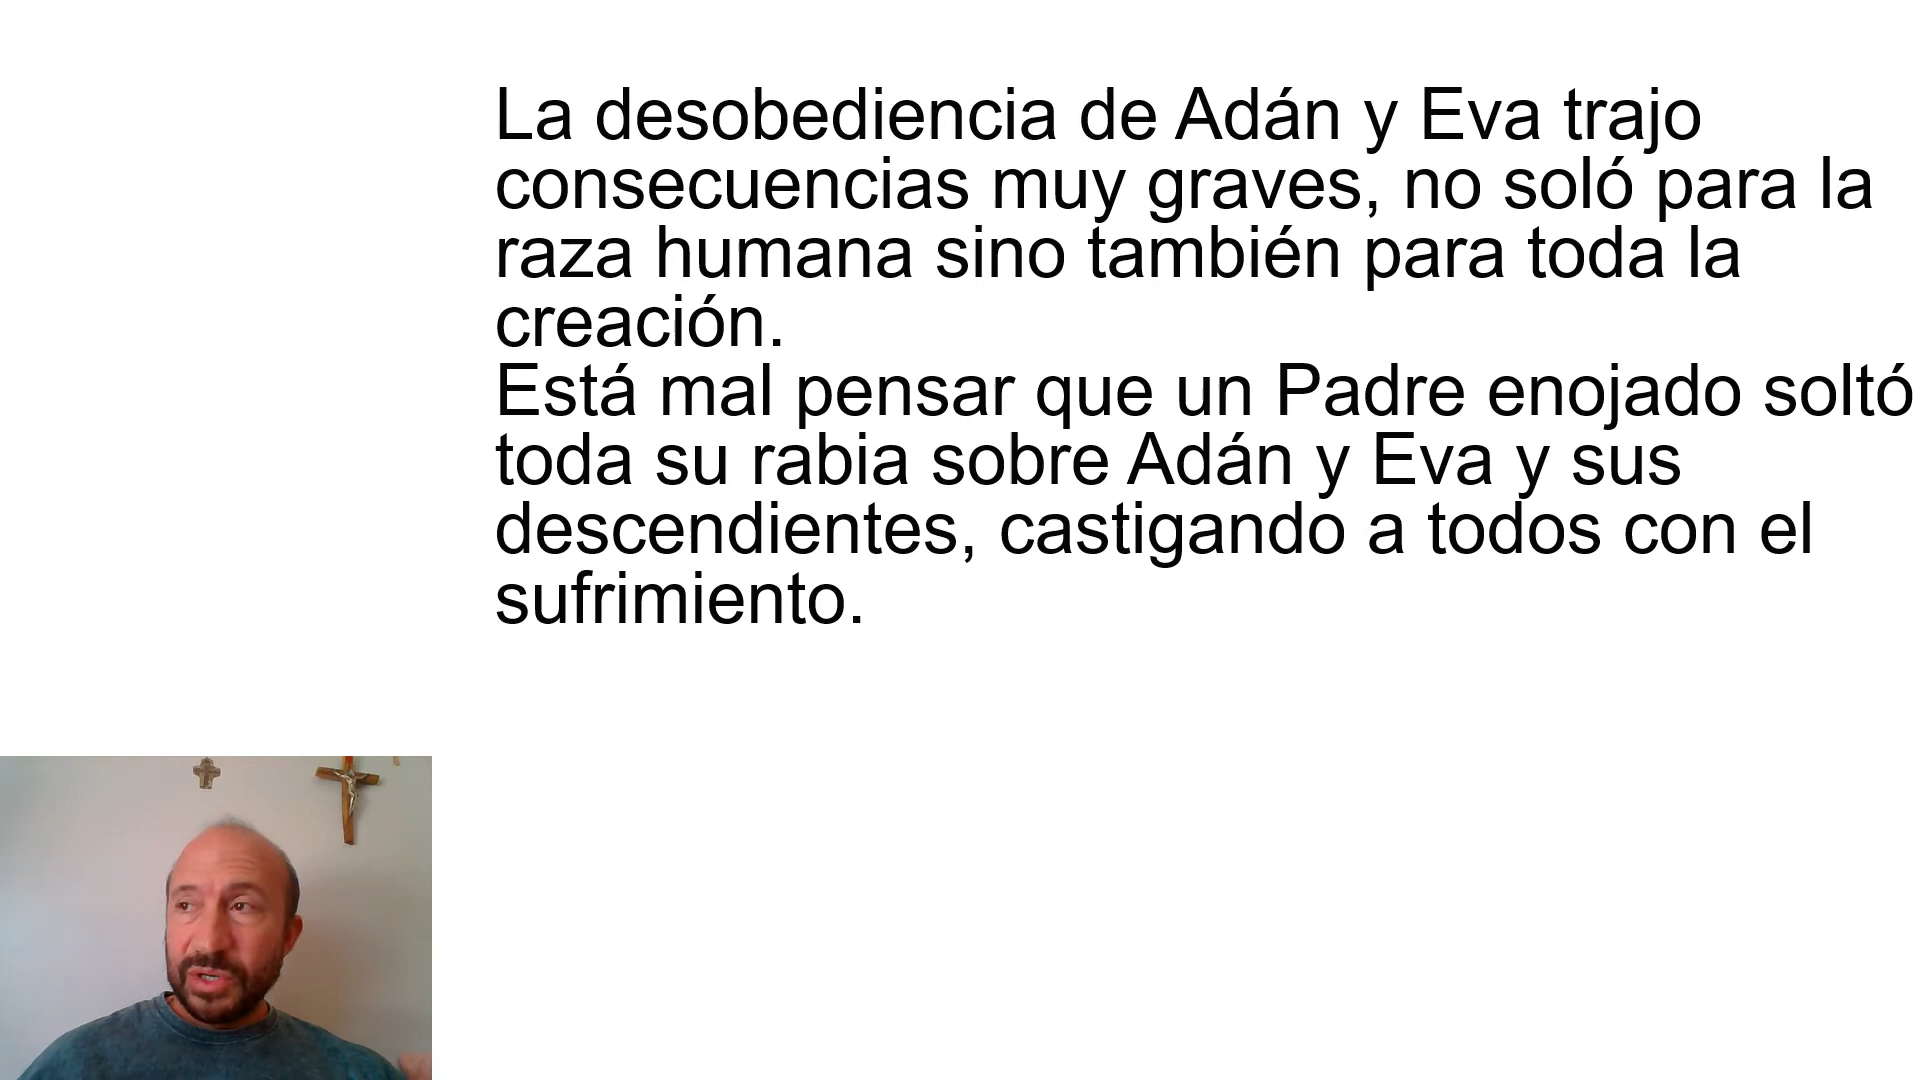 La desobediencia de Adán y Eva trajo
consecuencias muy graves, no soló para la
raza humana sino también para toda la
creación.
Está mal pensar que un Padre enojado soltó
toda su rabia sobre Adán y Eva y sus
descendientes, castigando a todos con el
sufrimiento.